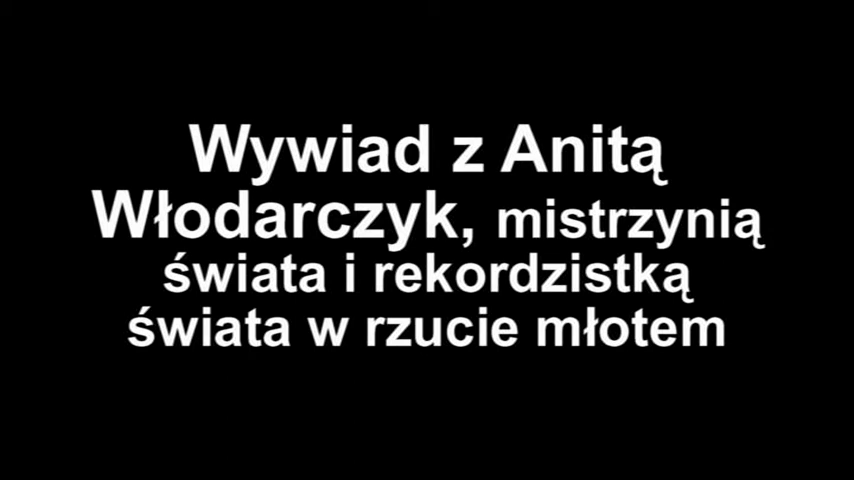 Wywiad z Anitą
Włodarczyk, mistrzynią
świata i rekordzistką
świata w rzucie młotem